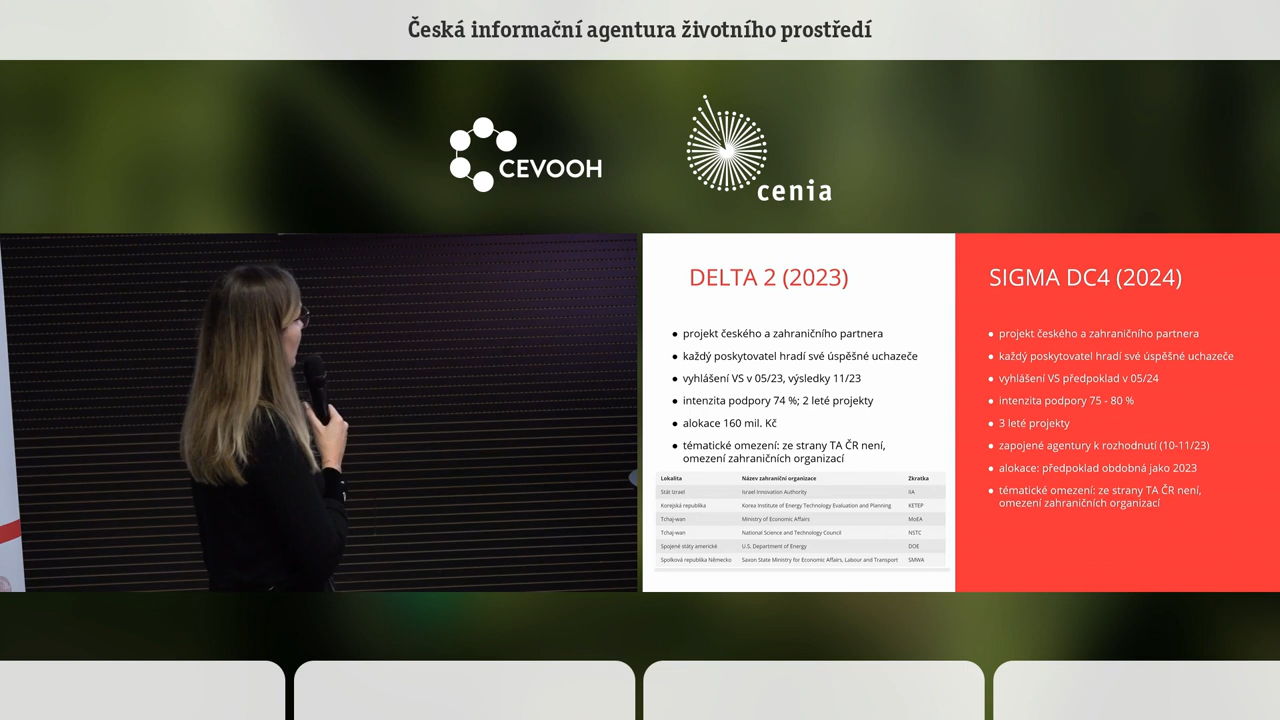 Česká informační agentura životního prostředí
CEVOOH
cenia
DELTA 2 (2023)
● projekt českého a zahraničního partnera
● každý poskytovatel hradí své úspěšné uchazeče
● vyhlášení VS v 05/23, výsledky 11/23
● intenzita podpory 74 %; 2 leté projekty
● alokace 160 mil. Kč
● tématické omezení: ze strany TA ČR není,
omezení zahraničních organizací
Lokalita Název zahraniční organizace Zkratka
Stát Izrael Israel Innovation Authority IIA
Korejská republika Korea Institute of Energy Technology Evaluation and Planning KETEP
Tchaj-wan Ministry of Economic Affairs MoEA
Tchaj-wan National Science and Technology Council NSTC
Spojené státy americké U.S. Department of Energy DOE
Spolková republika Německo Saxon State Ministry for Economic Affairs, Labour and Transport SMWA
SIGMA DC4 (2024)
● projekt českého a zahraničního partnera
● každý poskytovatel hradí své úspěšné uchazeče
● vyhlášení VS předpoklad v 05/24
● intenzita podpory 75 - 80 %
● 3 leté projekty
● zapojené agentury k rozhodnutí (10-11/23)
● alokace: předpoklad obdobná jako 2023
● tématické omezení: ze strany TA ČR není,
omezení zahraničních organizací